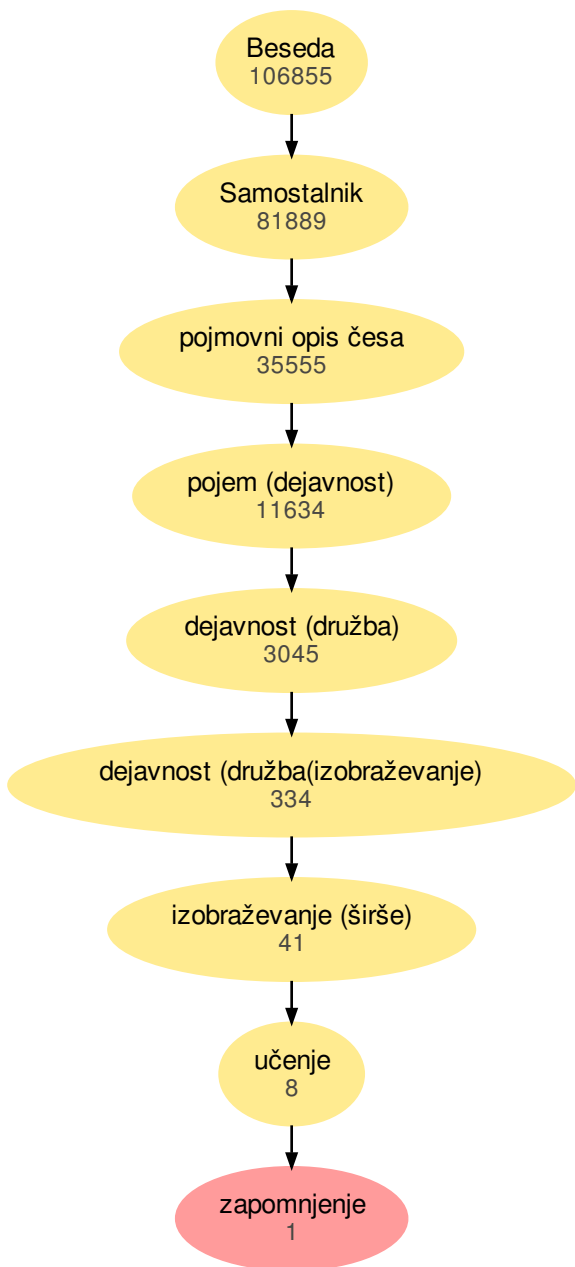 Beseda
106855
Samostalnik
81889
pojmovni opis česa
35555
pojem (dejavnost)
11634
dejavnost (družba)
3045
dejavnost (družba(izobraževanje)
334
izobraževanje (širše)
41
učenje
8
zapomnjenje
1